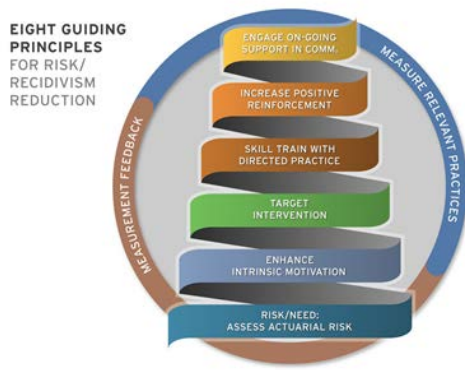 EIGHT GUIDING
PRINCIPLES
FOR RISK/
RECIDIVISM
REDUCTION
ENGAGE ON-GOING
SUPPORT IN COMM.
INCREASE POSITIVE
REINFORCEMENT
SKILL TRAIN WITH
DIRECTED PRACTICE
TARGET
INTERVENTION
ENHANCE
INTRINSIC MOTIVATION
RISK/NEED:
ASSESS ACTUARIAL RISK
MEASUREMENT FEEDBACK
MEASURE RELEVANT PRACTICES